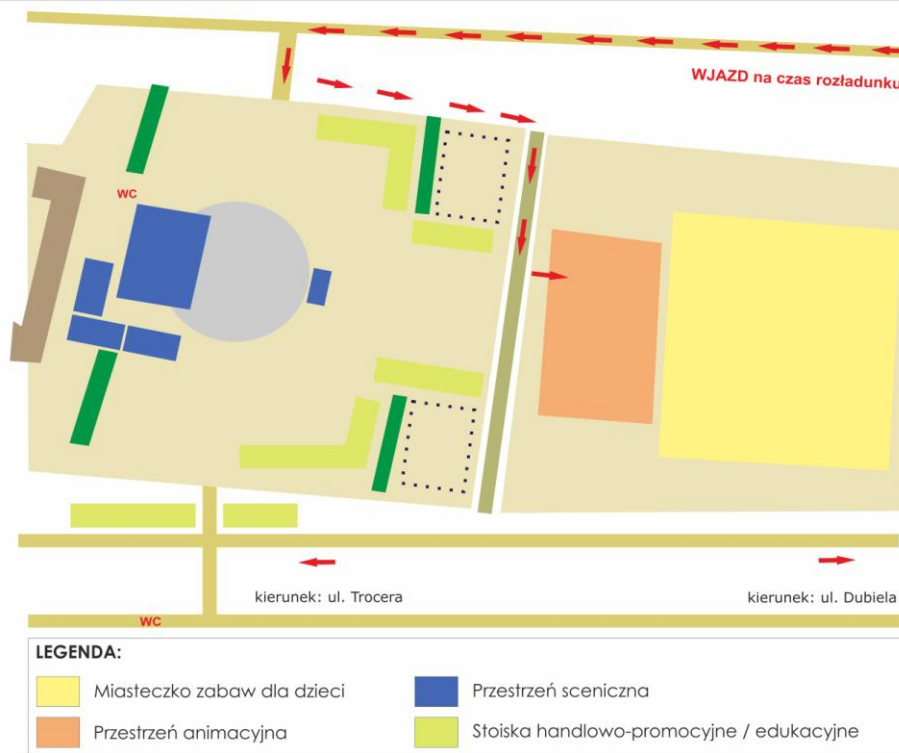 WJAZD na czas rozładunku
WC
kierunek: ul. Trocera
kierunek: ul. Dubiela
WC
LEGENDA:
Miasteczko zabaw dla dzieci
Przestrzeń sceniczna
Przestrzeń animacyjna
Stoiska handlowo-promocyjne / edukacyjne